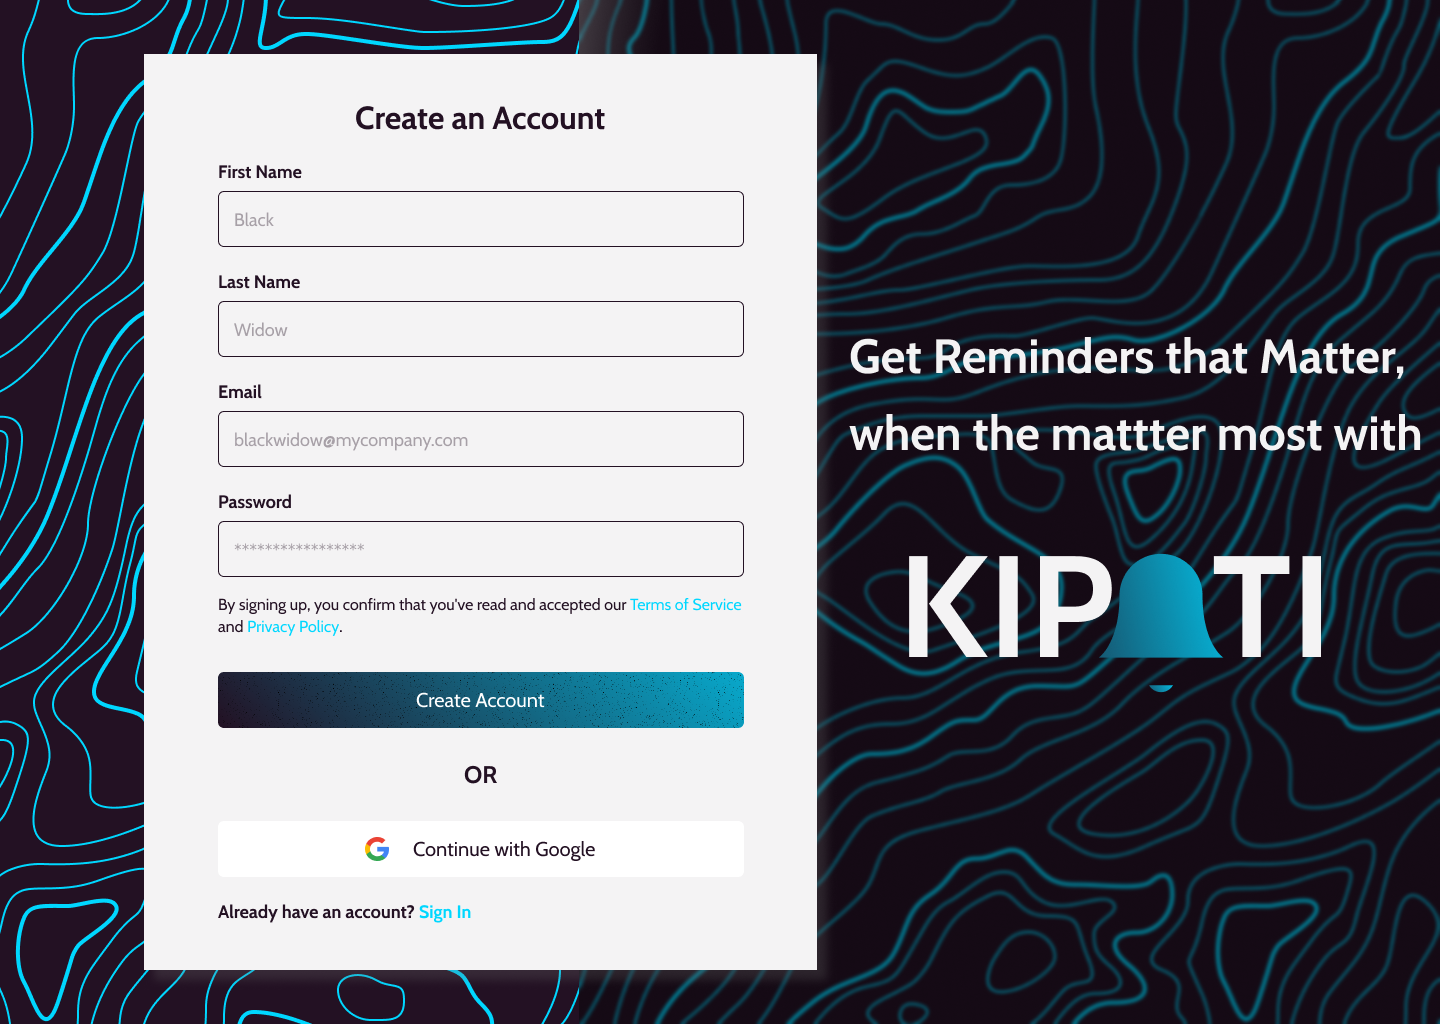 Create an Account
First Name
Black
Last Name
Widow
Email
blackwidow@mycompany.com
Password
*****************
By signing up, you confirm that you've read and accepted our Terms of Service
and Privacy Policy.
Create Account
OR
Continue with Google
Already have an account? Sign In
Get Reminders that Matter,
when the mattter most with
KIPATI